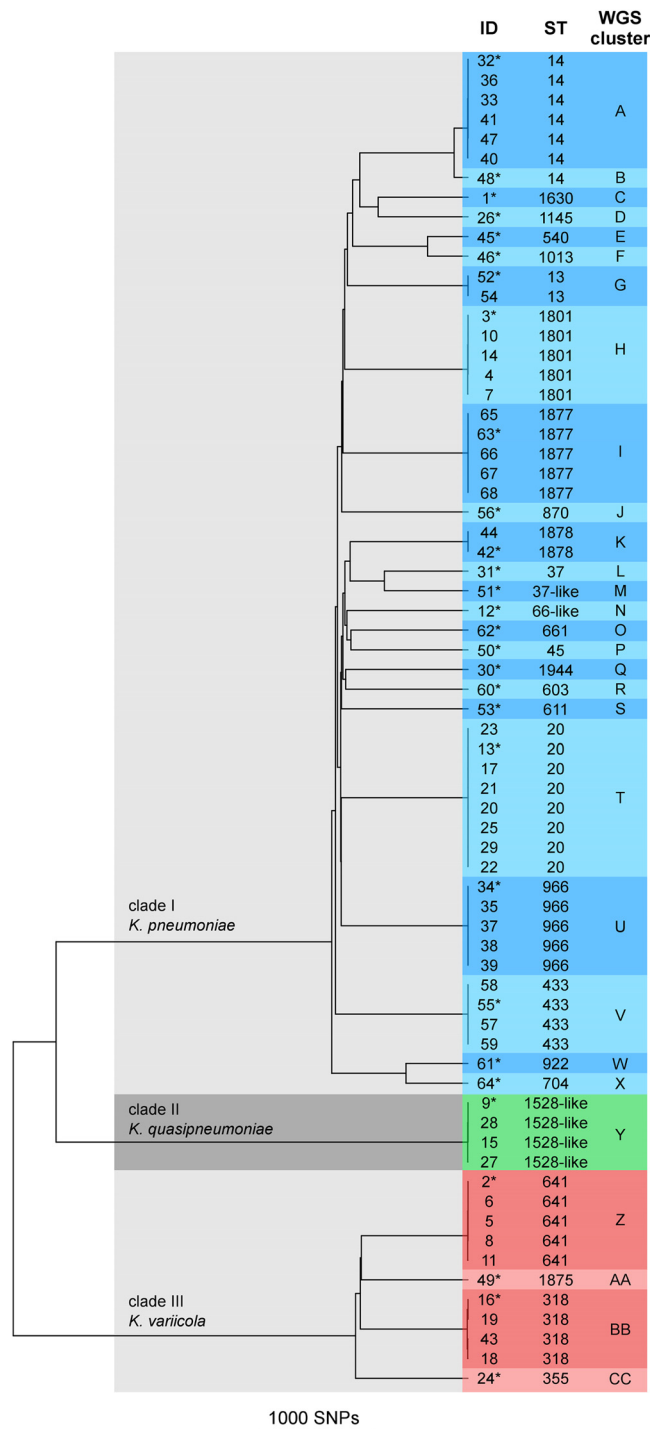 ID ST WGS cluster
32* 14
36 14
33 14 A
41 14
47 14
40 14
48* 14 B
1* 1630 C
26* 1145 D
45* 540 E
46* 1013 F
52* 13 G
54 13
3* 1801
10 1801
14 1801 H
4 1801
7 1801
65 1877
63* 1877
66 1877 I
67 1877
68 1877
56* 870 J
44 1878 K
42* 1878
31* 37 L
51* 37-like M
12* 66-like N
62* 661 O
50* 45 P
30* 1944 Q
60* 603 R
53* 611 S
23 20
13* 20
17 20
21 20 T
20 20
25 20
29 20
22 20
34* 966
35 966
37 966 U
38 966
39 966
clade I
K. pneumoniae
58 433
55* 433 V
57 433
59 433
61* 922 W
64* 704 X
9* 1528-like
28 1528-like Y
15 1528-like
27 1528-like
clade II
K. quasipneumoniae
2* 641
6 641
5 641 Z
8 641
11 641
49* 1875 AA
16* 318
19 318 BB
43 318
18 318
24* 355 CC
clade III
K. variicola
1000 SNPs